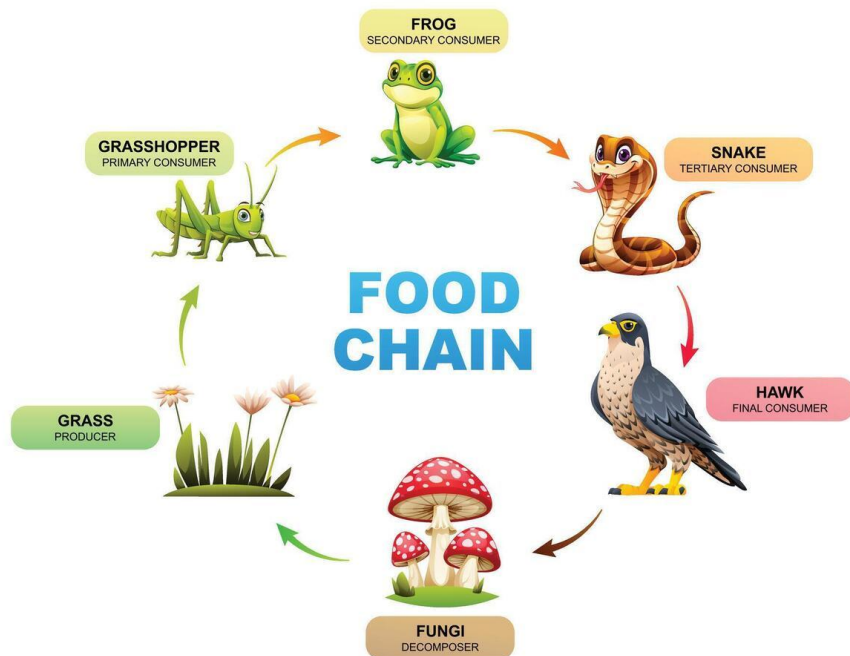 FROG
SECONDARY CONSUMER
GRASSHOPPER
PRIMARY CONSUMER
SNAKE
TERTIARY CONSUMER
FOOD
CHAIN
HAWK
FINAL CONSUMER
GRASS
PRODUCER
FUNGI
DECOMPOSER